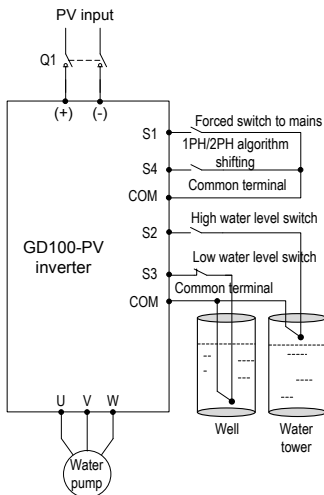 PV input
Q1
(+)
(-)
S1
Forced switch to mains
1PH/2PH algorithm
shifting
S4
Common terminal
COM
High water level switch
S2
GD100-PV
inverter
Low water level switch
S3
Common terminal
COM
U
V
W
Well
Water
tower
Water
pump